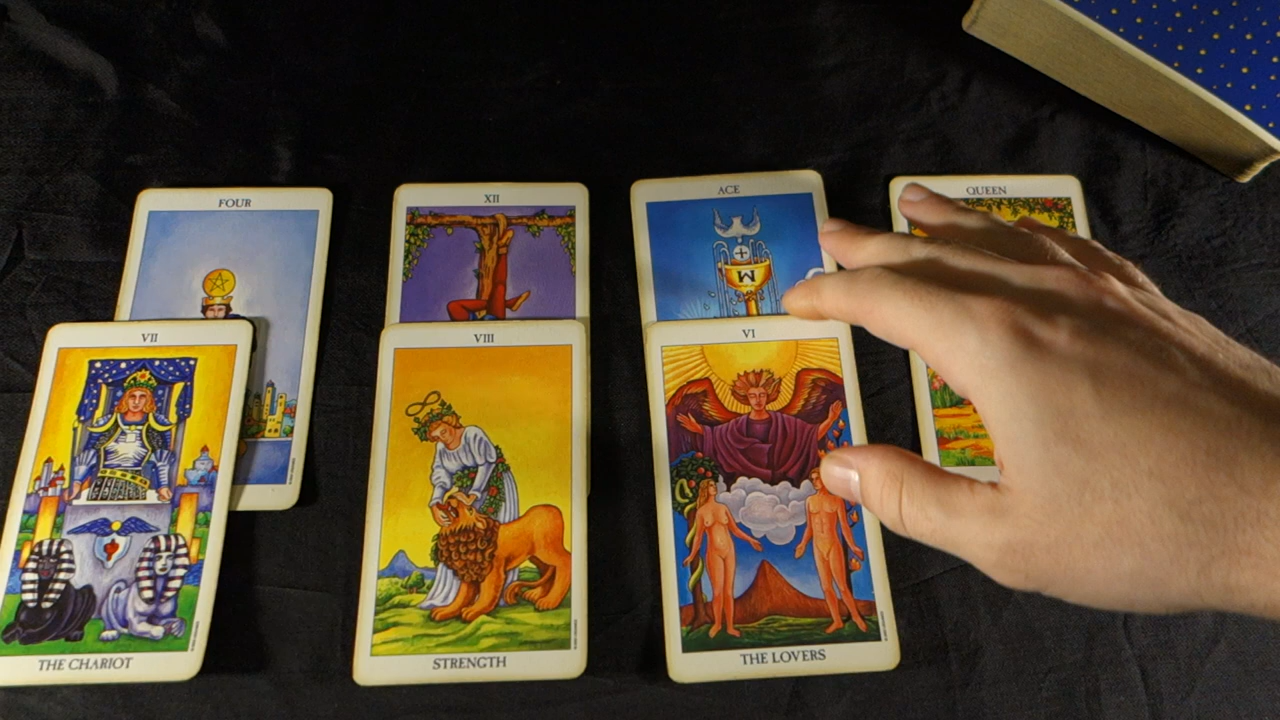 FOUR
XII
ACE
QUEEN
VII
VIII
VI
M
THE CHARIOT
STRENGTH
THE LOVERS